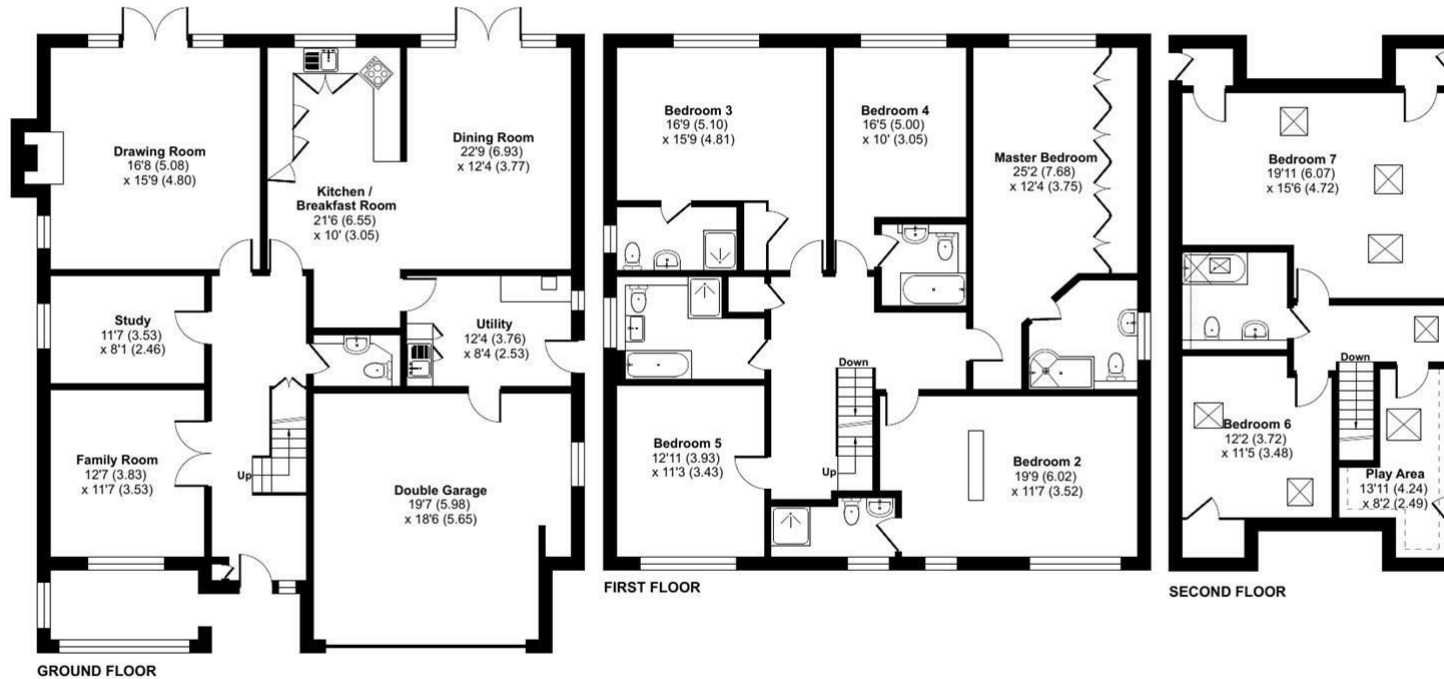 Drawing Room
16'8 (5.08)
x 15'9 (4.80)
Kitchen /
Breakfast Room
21'6 (6.55)
x 10' (3.05)
Dining Room
22'9 (6.93)
x 12'4 (3.77)
Study
11'7 (3.53)
x 8'1 (2.46)
Utility
12'4 (3.76)
x 8'4 (2.53)
Family Room
12'7 (3.83)
x 11'7 (3.53)
Up
Double Garage
19'7 (5.98)
x 18'6 (5.65)
GROUND FLOOR
Bedroom 3
16'9 (5.10)
x 15'9 (4.81)
Bedroom 4
16'5 (5.00)
x 10' (3.05)
Master Bedroom
25'2 (7.68)
x 12'4 (3.75)
Down
Up
Bedroom 5
12'11 (3.93)
x 11'3 (3.43)
Bedroom 2
19'9 (6.02)
x 11'7 (3.52)
FIRST FLOOR
Bedroom 7
19'11 (6.07)
x 15'6 (4.72)
Down
Bedroom 6
12'2 (3.72)
x 11'5 (3.48)
Play Area
13'11 (4.24)
x 8'2 (2.49)
SECOND FLOOR